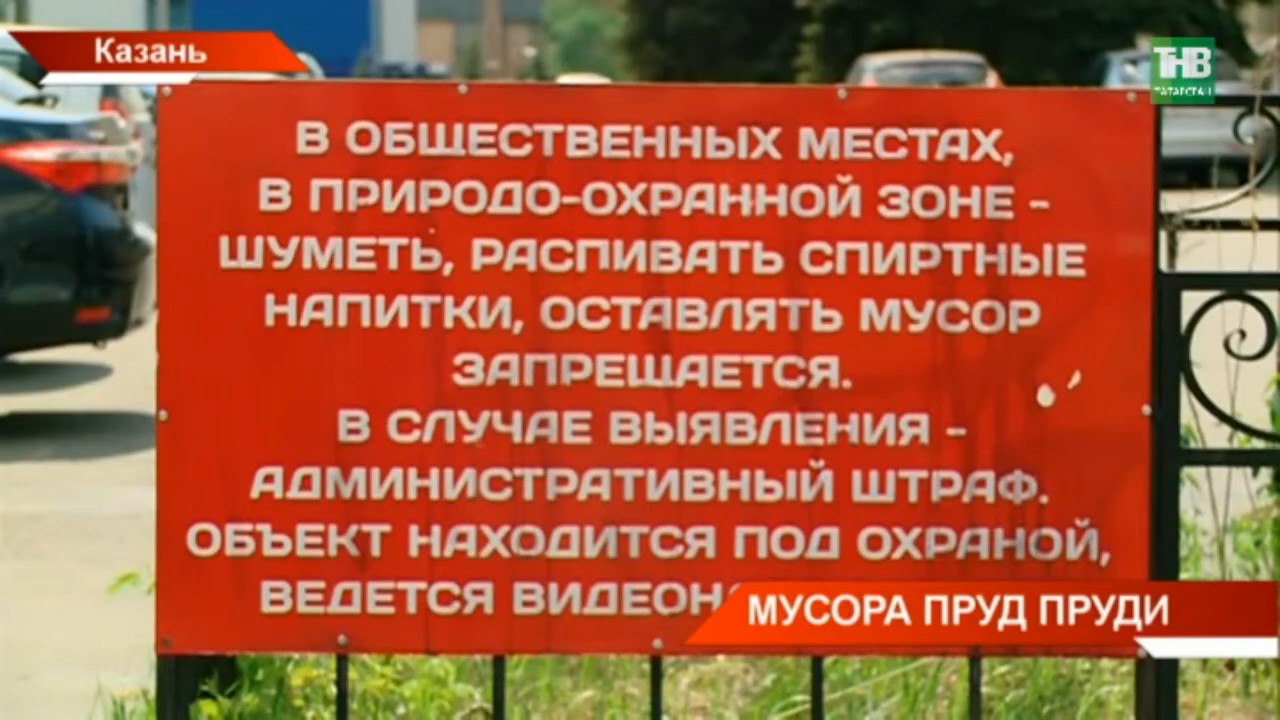 Казань
ТНВ
ТАТАРСТАН
В ОБЩЕСТВЕННЫХ МЕСТАХ,
В ПРИРОДО-ОХРАННОЙ ЗОНЕ -
ШУМЕТЬ, РАСПИВАТЬ СПИРТНЫЕ
НАПИТКИ, ОСТАВЛЯТЬ МУСОР
ЗАПРЕЩАЕТСЯ.
В СЛУЧАЕ ВЫЯВЛЕНИЯ -
АДМИНИСТРАТИВНЫЙ ШТРАФ.
ОБЪЕКТ НАХОДИТСЯ ПОД ОХРАНОЙ,
ВЕДЕТСЯ
МУСОРА ПРУД ПРУДИ